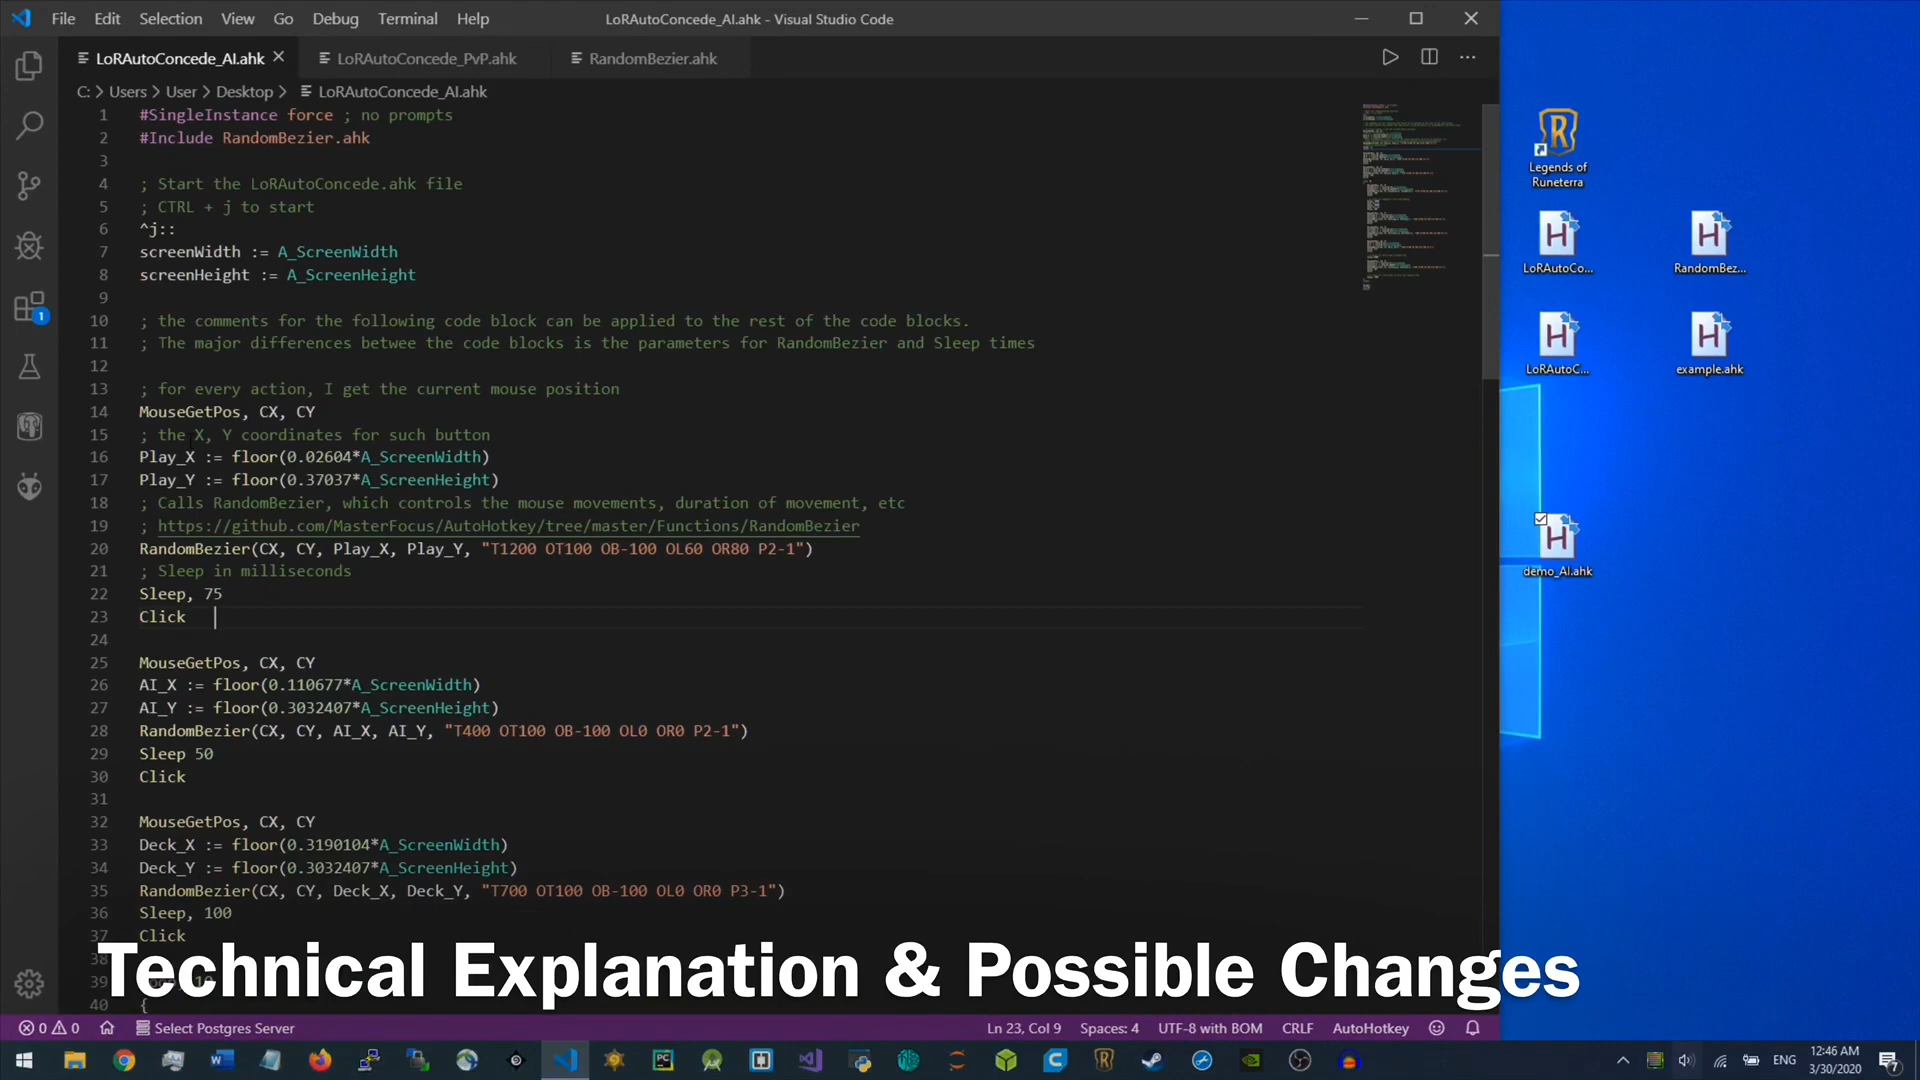 File Edit Selection View Go Debug Terminal Help LoRAutoConcede_AI.ahk - Visual Studio Code
LoRAutoConcede_AI.ahk LoRAutoConcede_PvP.ahk RandomBezier.ahk
C: > Users > User > Desktop > LoRAutoConcede_AI.ahk
1 #SingleInstance force ; no prompts
2 #Include RandomBezier.ahk
3
4 ; Start the LoRAutoConcede.ahk file
5 ; CTRL + j to start
6 ^j::
7 screenWidth := A_ScreenWidth
8 screenHeight := A_ScreenHeight
9
10 ; the comments for the following code block can be applied to the rest of the code blocks.
11 ; The major differences betwee the code blocks is the parameters for RandomBezier and Sleep times
12
13 ; for every action, I get the current mouse position
14 MouseGetPos, CX, CY
15 ; the X, Y coordinates for such button
16 Play_X := floor(0.02604*A_ScreenWidth)
17 Play_Y := floor(0.37037*A_ScreenHeight)
18 ; Calls RandomBezier, which controls the mouse movements, duration of movement, etc
19 ; https://github.com/MasterFocus/AutoHotkey/tree/master/Functions/RandomBezier
20 RandomBezier(CX, CY, Play_X, Play_Y, "T1200 OT100 OB-100 OL60 OR80 P2-1")
21 ; Sleep in milliseconds
22 Sleep, 75
23 Click
24
25 MouseGetPos, CX, CY
26 AI_X := floor(0.110677*A_ScreenWidth)
27 AI_Y := floor(0.3032407*A_ScreenHeight)
28 RandomBezier(CX, CY, AI_X, AI_Y, "T400 OT100 OB-100 OL0 OR0 P2-1")
29 Sleep 50
30 Click
31
32 MouseGetPos, CX, CY
33 Deck_X := floor(0.3190104*A_ScreenWidth)
34 Deck_Y := floor(0.3032407*A_ScreenHeight)
35 RandomBezier(CX, CY, Deck_X, Deck_Y, "T700 OT100 OB-100 OL0 OR0 P3-1")
36 Sleep, 100
37 Click
38
39
40 {
Technical Explanation & Possible Changes
0 0 Select Postgres Server Ln 23, Col 9 Spaces: 4 UTF-8 with BOM CRLF AutoHotkey
Legends of
Runeterra
LoRAutoCo...
RandomBez...
LoRAutoC...
example.ahk
demo_AI.ahk
1
ENG
12:46 AM
3/30/2020
7